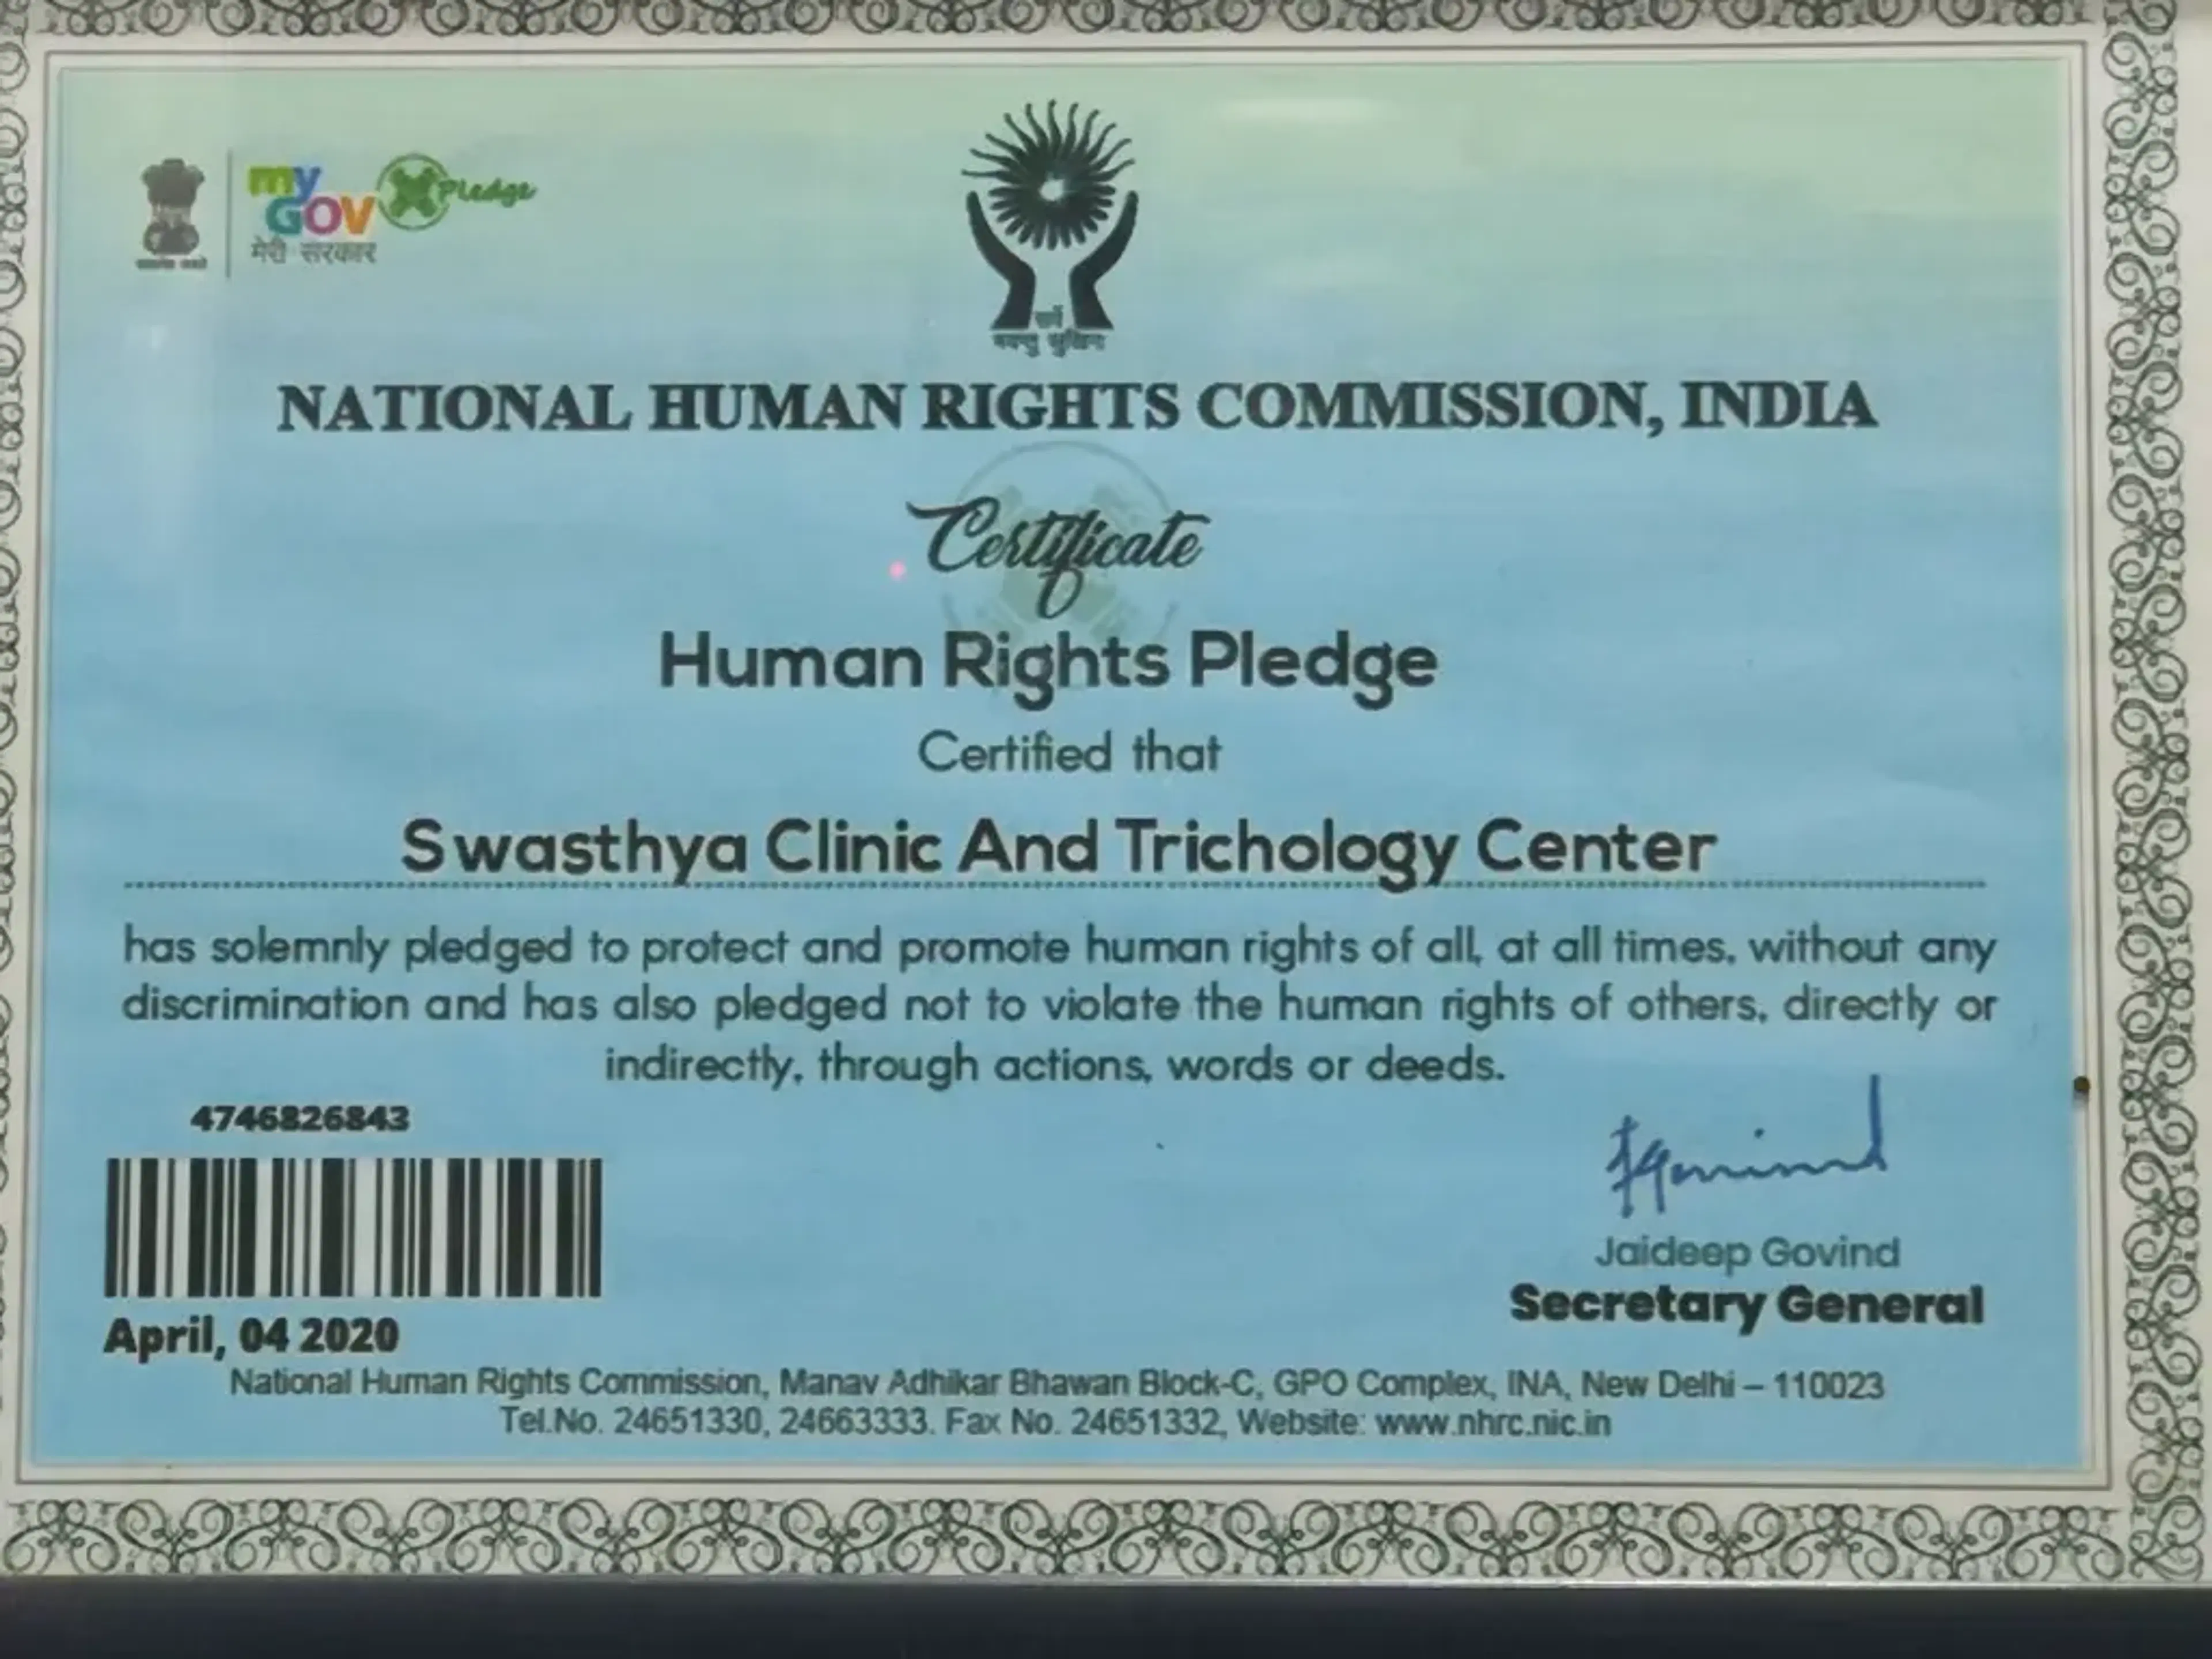 my
GOV
मेरी सरकार
Pledge
सर्वे
भवन्तु सुखिनः
NATIONAL HUMAN RIGHTS COMMISSION, INDIA
Certificate
Human Rights Pledge
Certified that
Swasthya Clinic And Trichology Center
has solemnly pledged to protect and promote human rights of all, at all times, without any
discrimination and has also pledged not to violate the human rights of others, directly or
indirectly, through actions, words or deeds.
4746826843
April, 04 2020
Jaideep Govind
Secretary General
National Human Rights Commission, Manav Adhikar Bhawan Block-C, GPO Complex, INA, New Delhi – 110023
Tel.No. 24651330, 24663333. Fax No. 24651332, Website: www.nhrc.nic.in